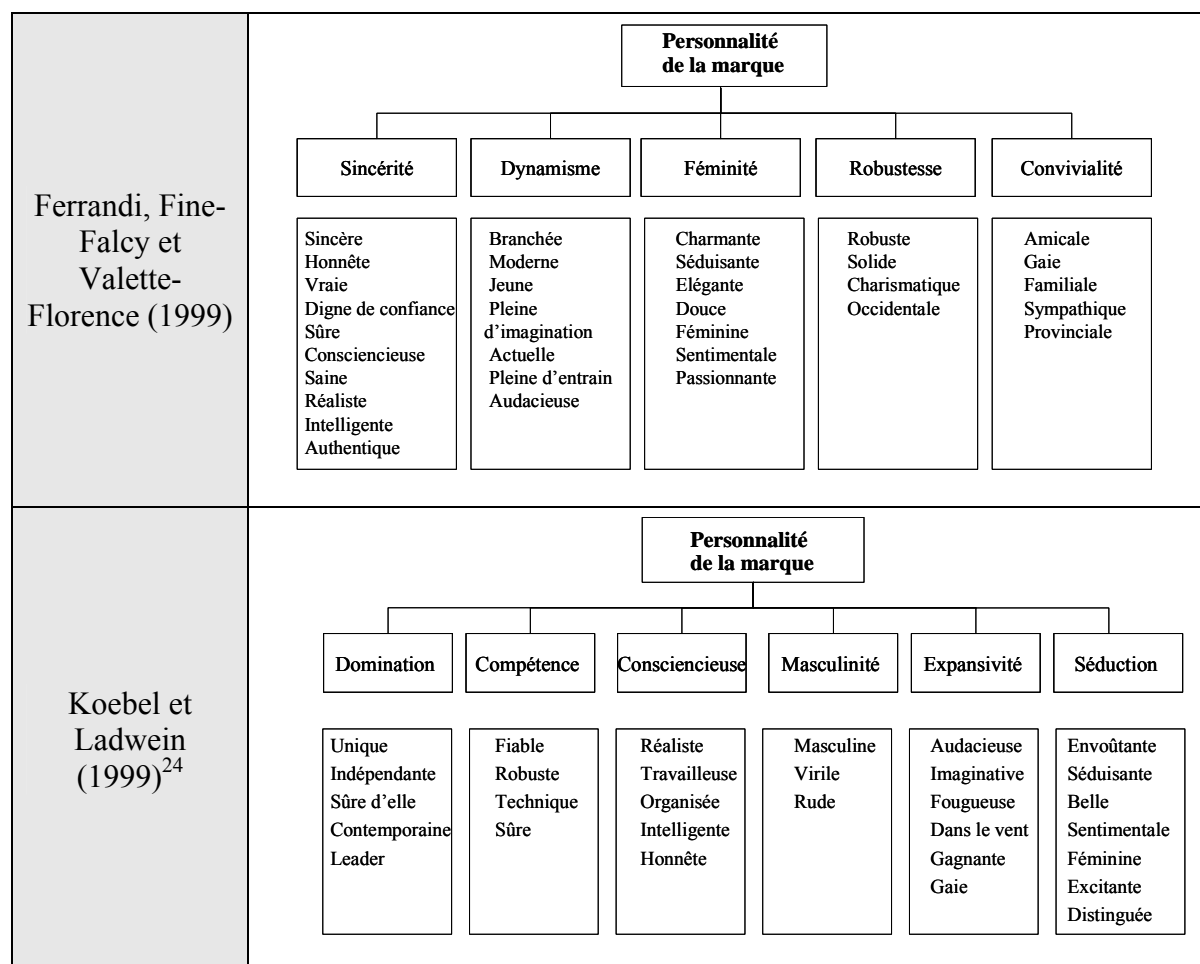 Ferrandi, Fine-
Falcy et
Valette-
Florence (1999)
Personnalité
de la marque
Sincérité
Dynamisme
Féminité
Robustesse
Convivialité
Sincère
Honnête
Vraie
Digne de confiance
Sûre
Consciencieuse
Saine
Réaliste
Intelligente
Authentique
Branchée
Moderne
Jeune
Pleine
d’imagination
Actuelle
Pleine d’entrain
Audacieuse
Charmante
Séduisante
Elégante
Douce
Féminine
Sentimentale
Passionnante
Robuste
Solide
Charismatique
Occidentale
Amicale
Gaie
Familiale
Sympathique
Provinciale
Koebel et
Ladwein
(1999)24
Personnalité
de la marque
Domination
Compétence
Consciencieuse
Masculinité
Expansivité
Séduction
Unique
Indépendante
Sûre d’elle
Contemporaine
Leader
Fiable
Robuste
Technique
Sûre
Réaliste
Travailleuse
Organisée
Intelligente
Honnête
Masculine
Virile
Rude
Audacieuse
Imaginative
Fougueuse
Dans le vent
Gagnante
Gaie
Envoûtante
Séduisante
Belle
Sentimentale
Féminine
Excitante
Distinguée